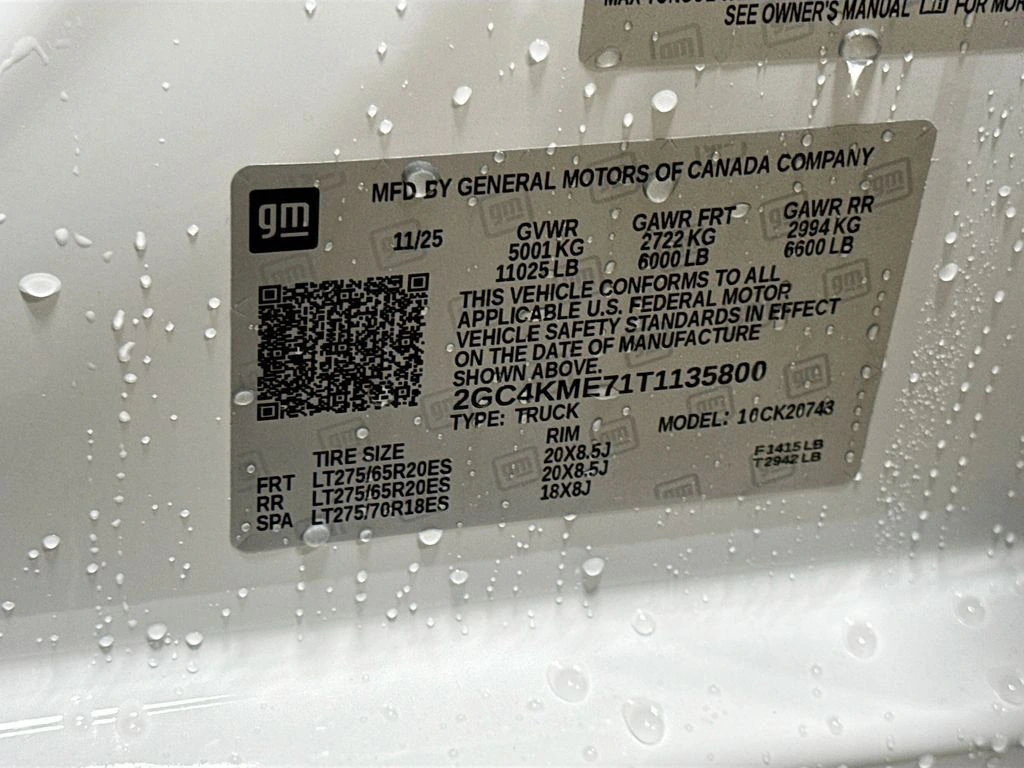 SEE OWNER'S MANUAL FOR MOR
gm
MFD BY GENERAL MOTORS OF CANADA COMPANY
11/25
GVWR
5001 KG
11025 LB
GAWR FRT
2722 KG
6000 LB
GAWR RR
2994 KG
6600 LB
THIS VEHICLE CONFORMS TO ALL
APPLICABLE U.S. FEDERAL MOTOR
VEHICLE SAFETY STANDARDS IN EFFECT
ON THE DATE OF MANUFACTURE
SHOWN ABOVE.
2GC4KME71T1135800
TYPE: TRUCK
MODEL: 10CK20743
TIRE SIZE RIM
FRT LT275/65R20ES 20X8.5J
RR LT275/65R20ES 20X8.5J
SPA LT275/70R18ES 18X8J
F1415 LB
T2942 LB